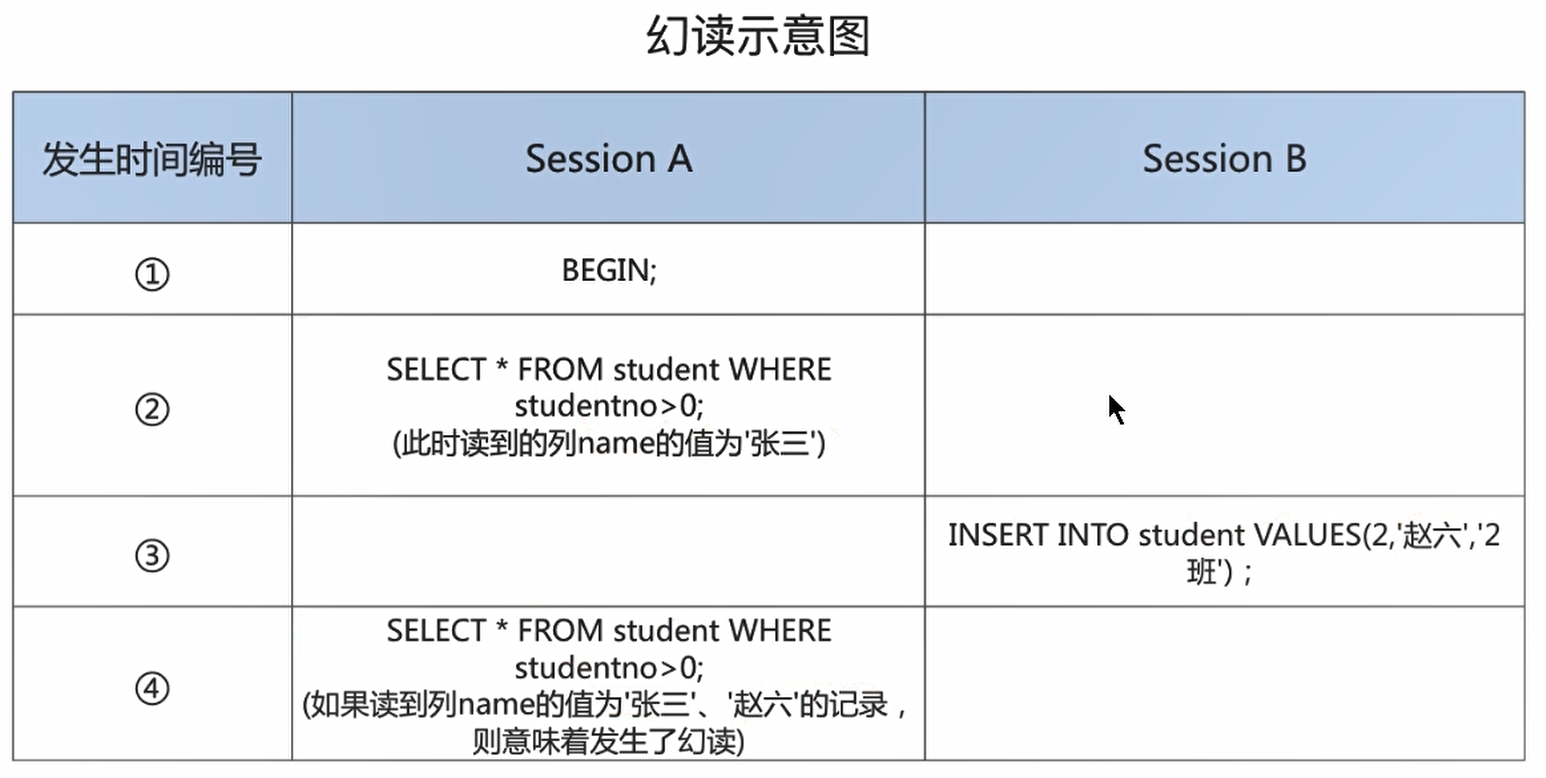 幻读示意图
发生时间编号
Session A
Session B
①
BEGIN;
②
SELECT * FROM student WHERE
studentno>0;
(此时读到的列name的值为'张三')
③
INSERT INTO student VALUES(2,'赵六','2
班')；
④
SELECT * FROM student WHERE
studentno>0;
(如果读到列name的值为'张三'、'赵六'的记录，
则意味着发生了幻读)